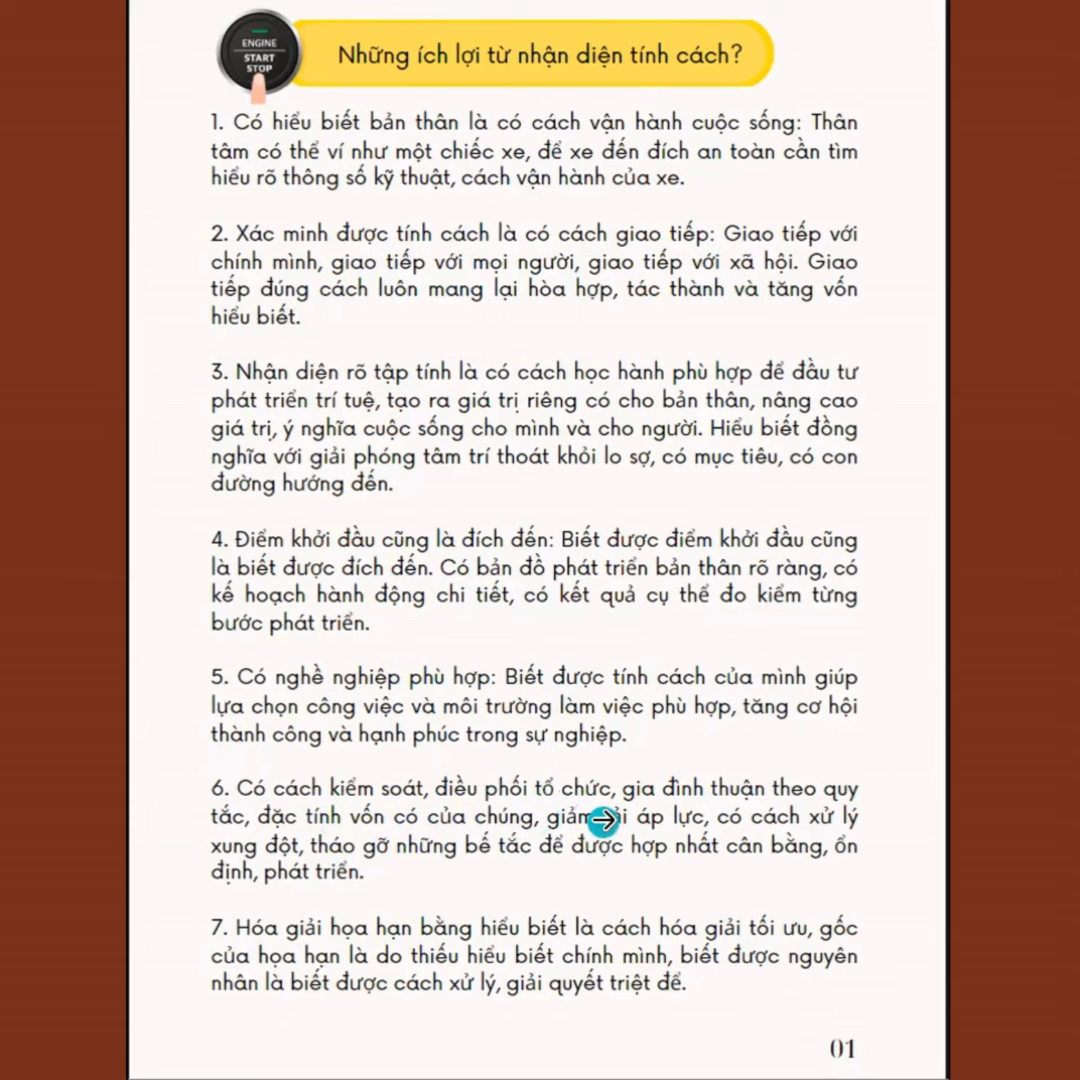 ENGINE
START
STOP
Những ích lợi từ nhận diện tính cách?
1. Có hiểu biết bản thân là có cách vận hành cuộc sống: Thân
tâm có thể ví như một chiếc xe, để xe đến đích an toàn cần tìm
hiểu rõ thông số kỹ thuật, cách vận hành của xe.
2. Xác minh được tính cách là có cách giao tiếp: Giao tiếp với
chính mình, giao tiếp với mọi người, giao tiếp với xã hội. Giao
tiếp đúng cách luôn mang lại hòa hợp, tác thành và tăng vốn
hiểu biết.
3. Nhận diện rõ tập tính là có cách học hành phù hợp để đầu tư
phát triển trí tuệ, tạo ra giá trị riêng có cho bản thân, nâng cao
giá trị, ý nghĩa cuộc sống cho mình và cho người. Hiểu biết đồng
nghĩa với giải phóng tâm trí thoát khỏi lo sợ, có mục tiêu, có con
đường hướng đến.
4. Điểm khởi đầu cũng là đích đến: Biết được điểm khởi đầu cũng
là biết được đích đến. Có bản đồ phát triển bản thân rõ ràng, có
kế hoạch hành động chi tiết, có kết quả cụ thể đo kiểm từng
bước phát triển.
5. Có nghề nghiệp phù hợp: Biết được tính cách của mình giúp
lựa chọn công việc và môi trường làm việc phù hợp, tăng cơ hội
thành công và hạnh phúc trong sự nghiệp.
6. Có cách kiểm soát, điều phối tổ chức, gia đình thuận theo quy
tắc, đặc tính vốn có của chúng, giảm áp lực, có cách xử lý
xung đột, tháo gỡ những bế tắc để được hợp nhất cân bằng, ổn
định, phát triển.
7. Hóa giải họa hạn bằng hiểu biết là cách hóa giải tối ưu, gốc
của họa hạn là do thiếu hiểu biết chính mình, biết được nguyên
nhân là biết được cách xử lý, giải quyết triệt để.
01